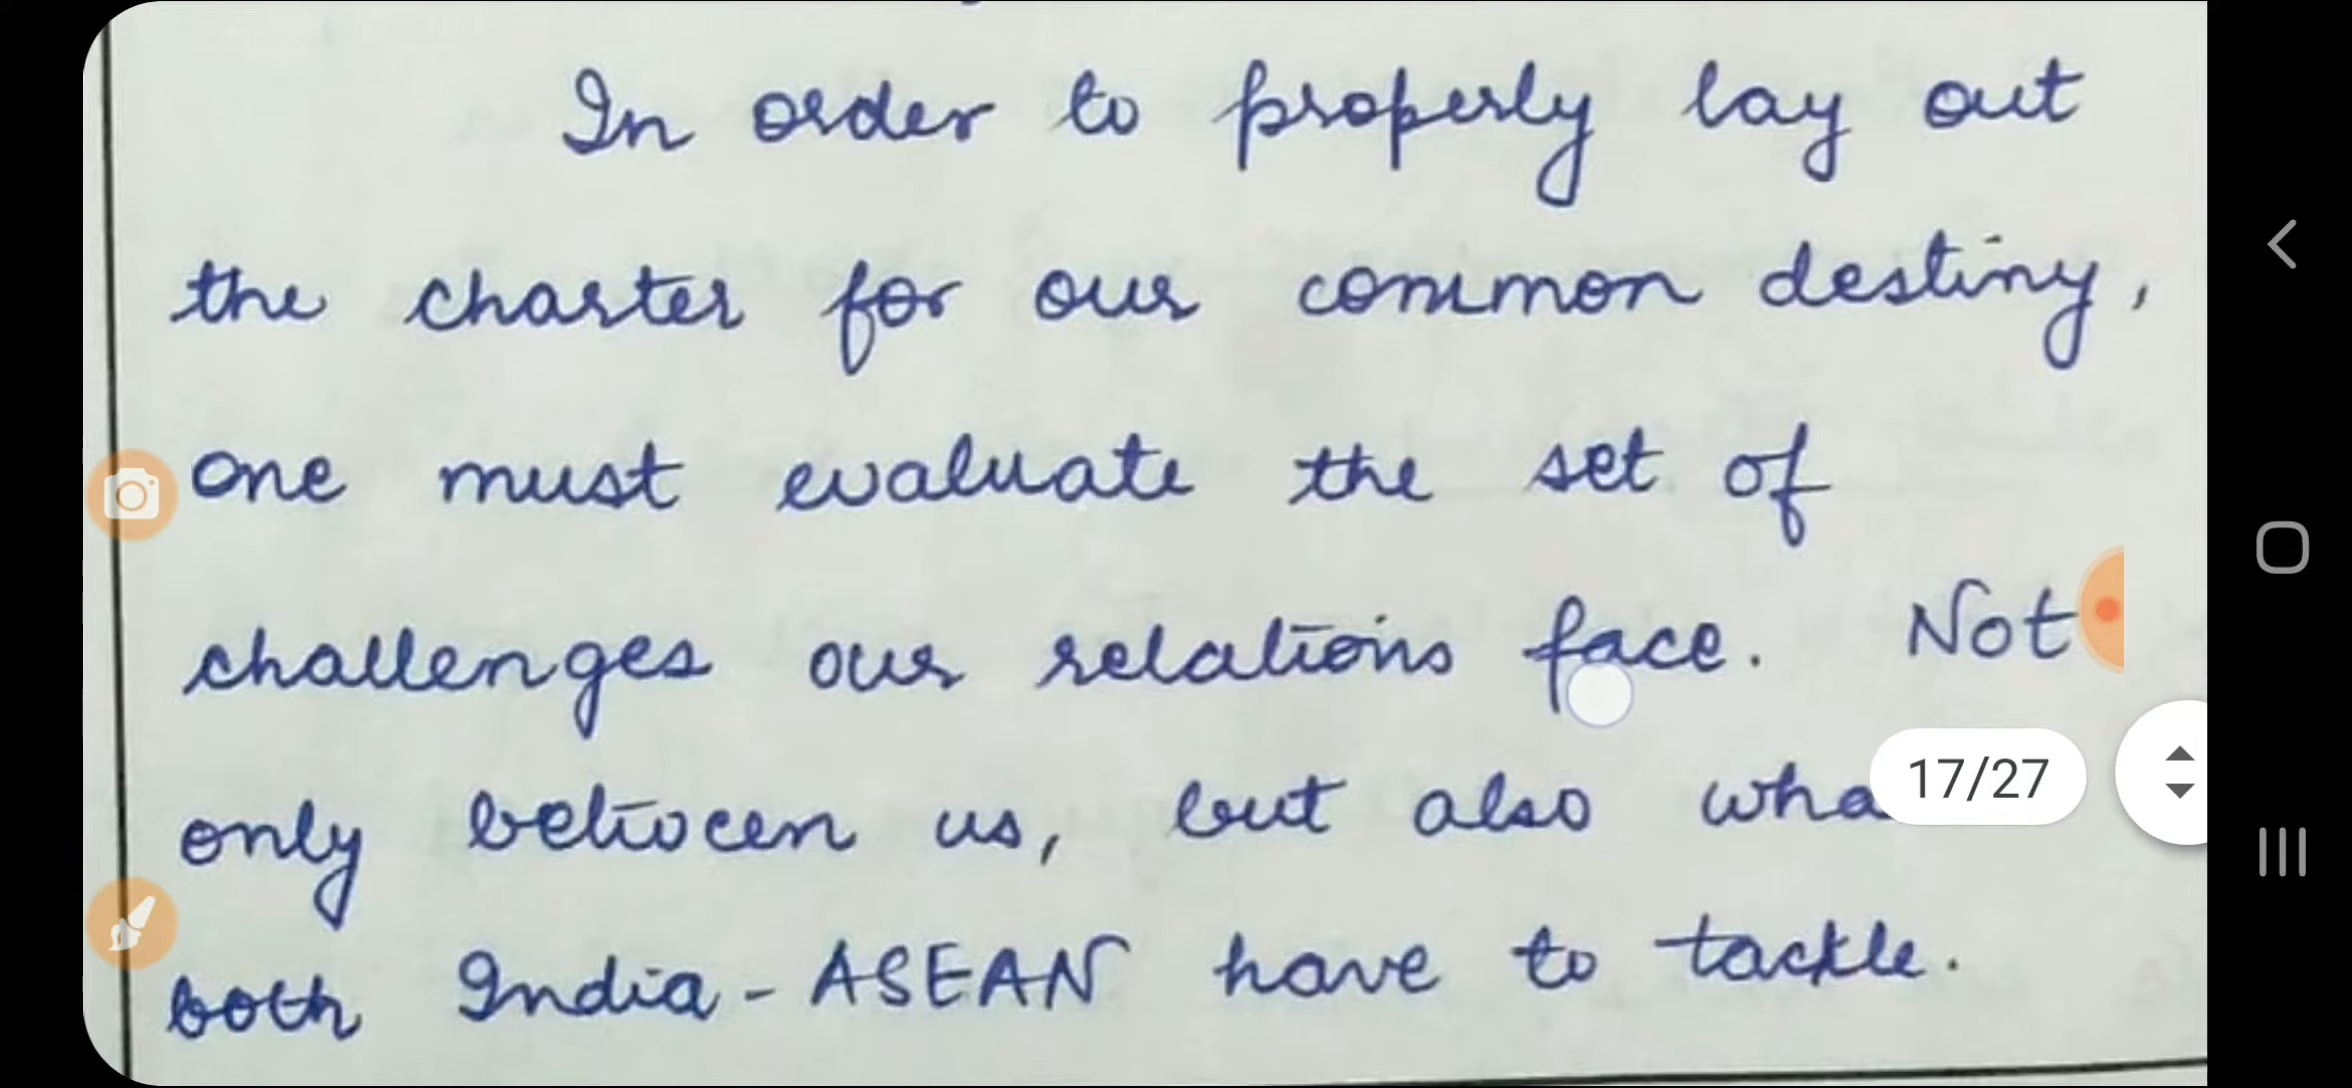 In order to properly lay out
the charter for our common destiny,
one must evaluate the set of
challenges our relations face. Not
only between us, but also wha
17/27
both India - ASEAN have to tackle.